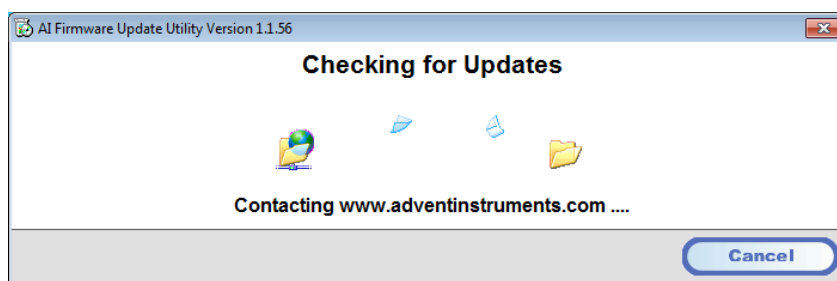 AI Firmware Update Utility Version 1.1.56
Checking for Updates
Contacting www.adventinstruments.com ....
Cancel